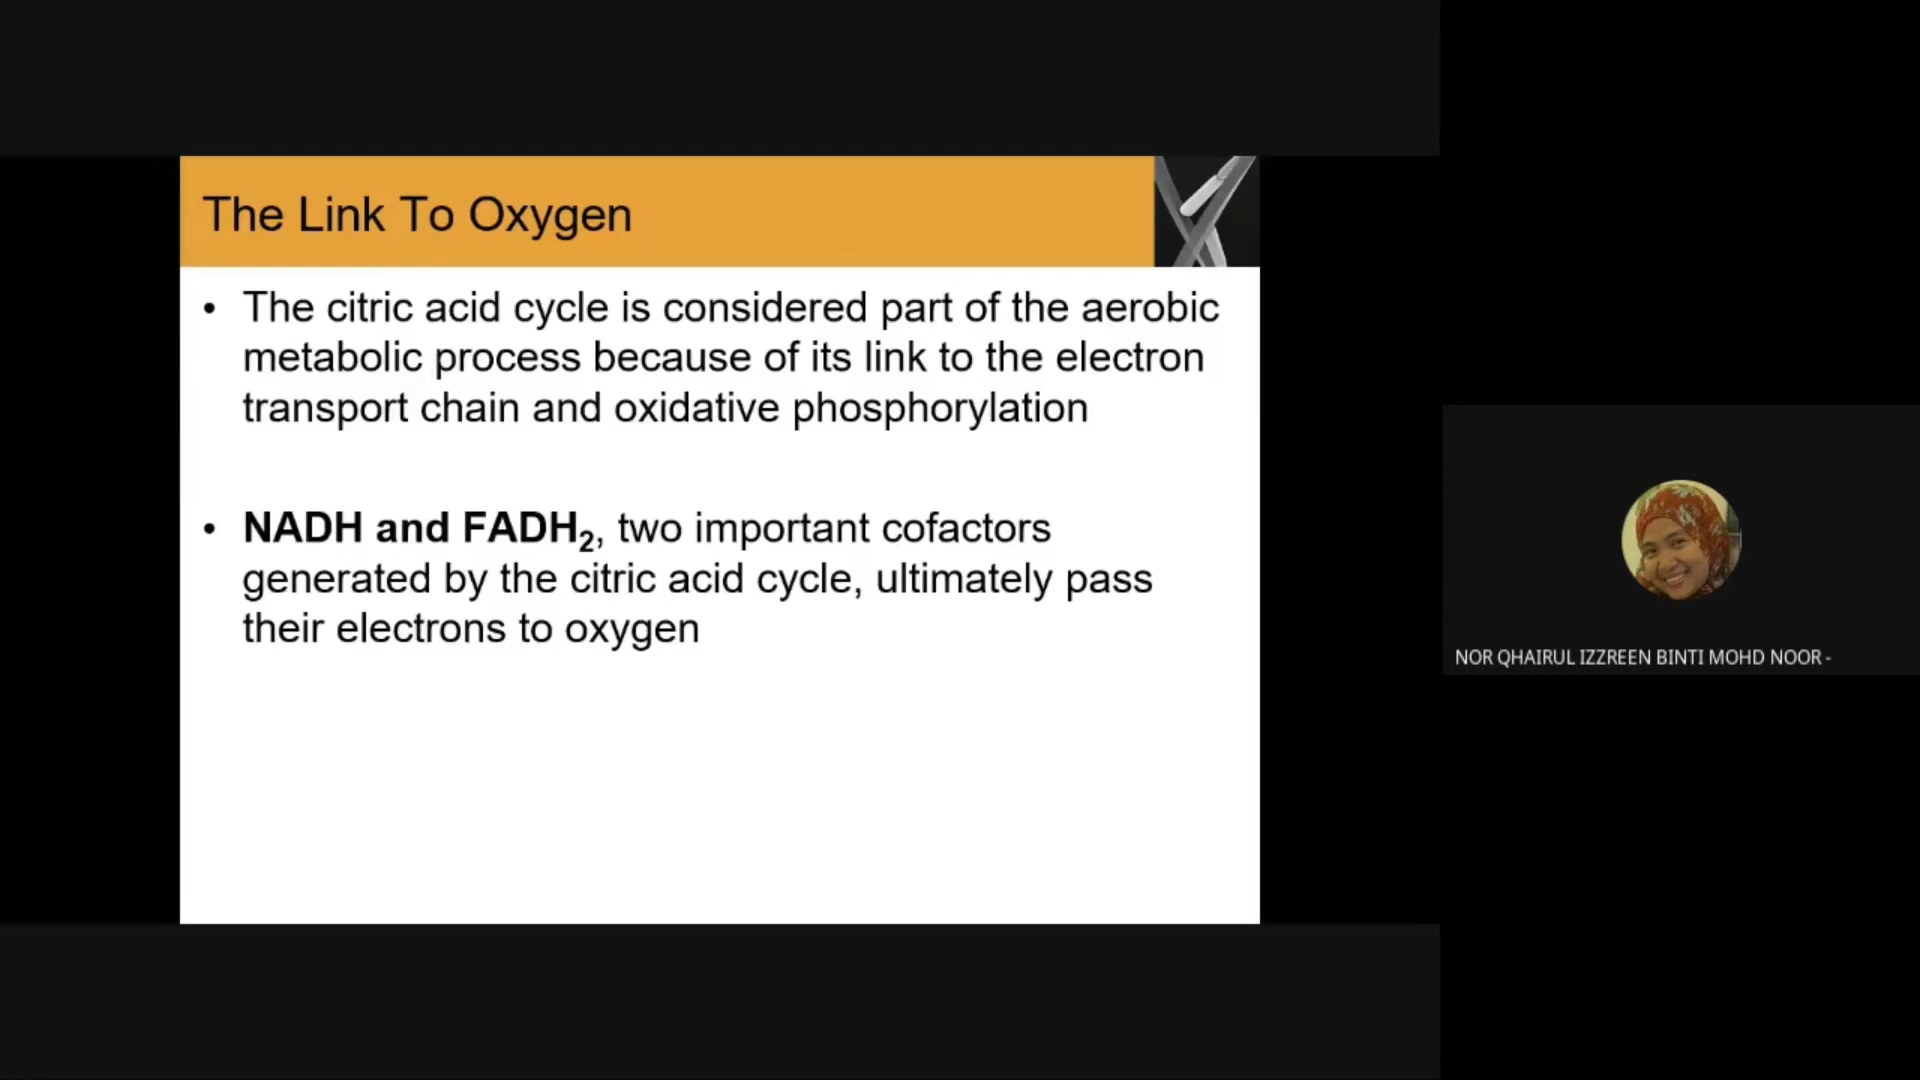 The Link To Oxygen
• The citric acid cycle is considered part of the aerobic
metabolic process because of its link to the electron
transport chain and oxidative phosphorylation
• NADH and FADH₂, two important cofactors
generated by the citric acid cycle, ultimately pass
their electrons to oxygen
NOR QHAIRUL IZZREEN BINTI MOHD NOOR -